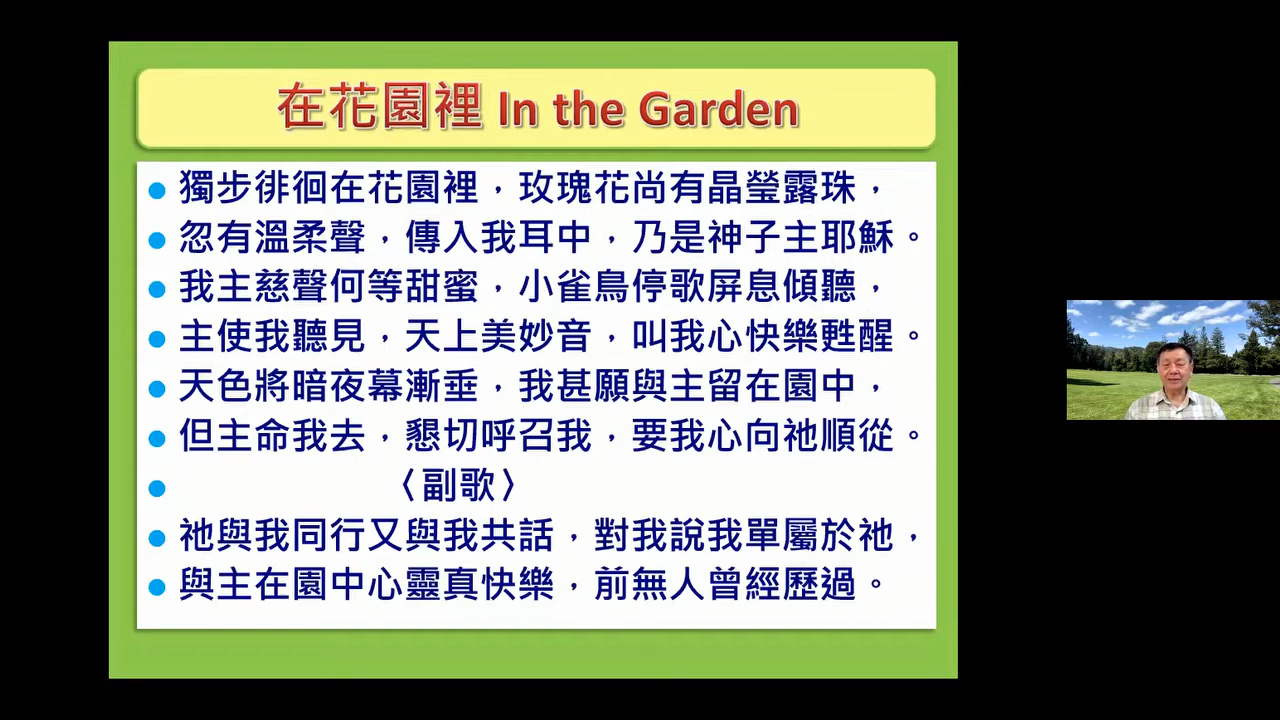 在花園裡 In the Garden
獨步徘徊在花園裡，玫瑰花尚有晶瑩露珠，
忽有溫柔聲，傳入我耳中，乃是神子主耶穌。
我主慈聲何等甜蜜，小雀鳥停歌屏息傾聽，
主使我聽見，天上美妙音，叫我心快樂甦醒。
天色將暗夜幕漸垂，我甚願與主留在園中，
但主命我去，懇切呼召我，要我心向祂順從。
〈副歌〉
祂與我同行又與我共話，對我說我單屬於祂，
與主在園中心靈真快樂，前無人曾經歷過。